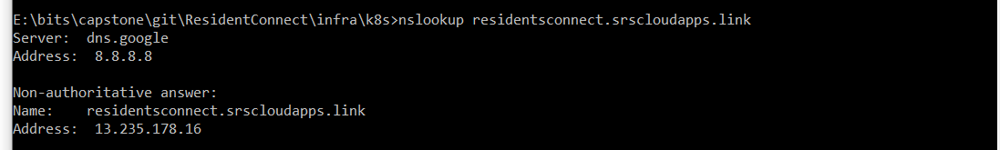 E:\bits\capstone\git\ResidentConnect\infra\k8s>nslookup residentsconnect.srscloudapps.link
Server:  dns.google
Address:  8.8.8.8

Non-authoritative answer:
Name:    residentsconnect.srscloudapps.link
Address:  13.235.178.16